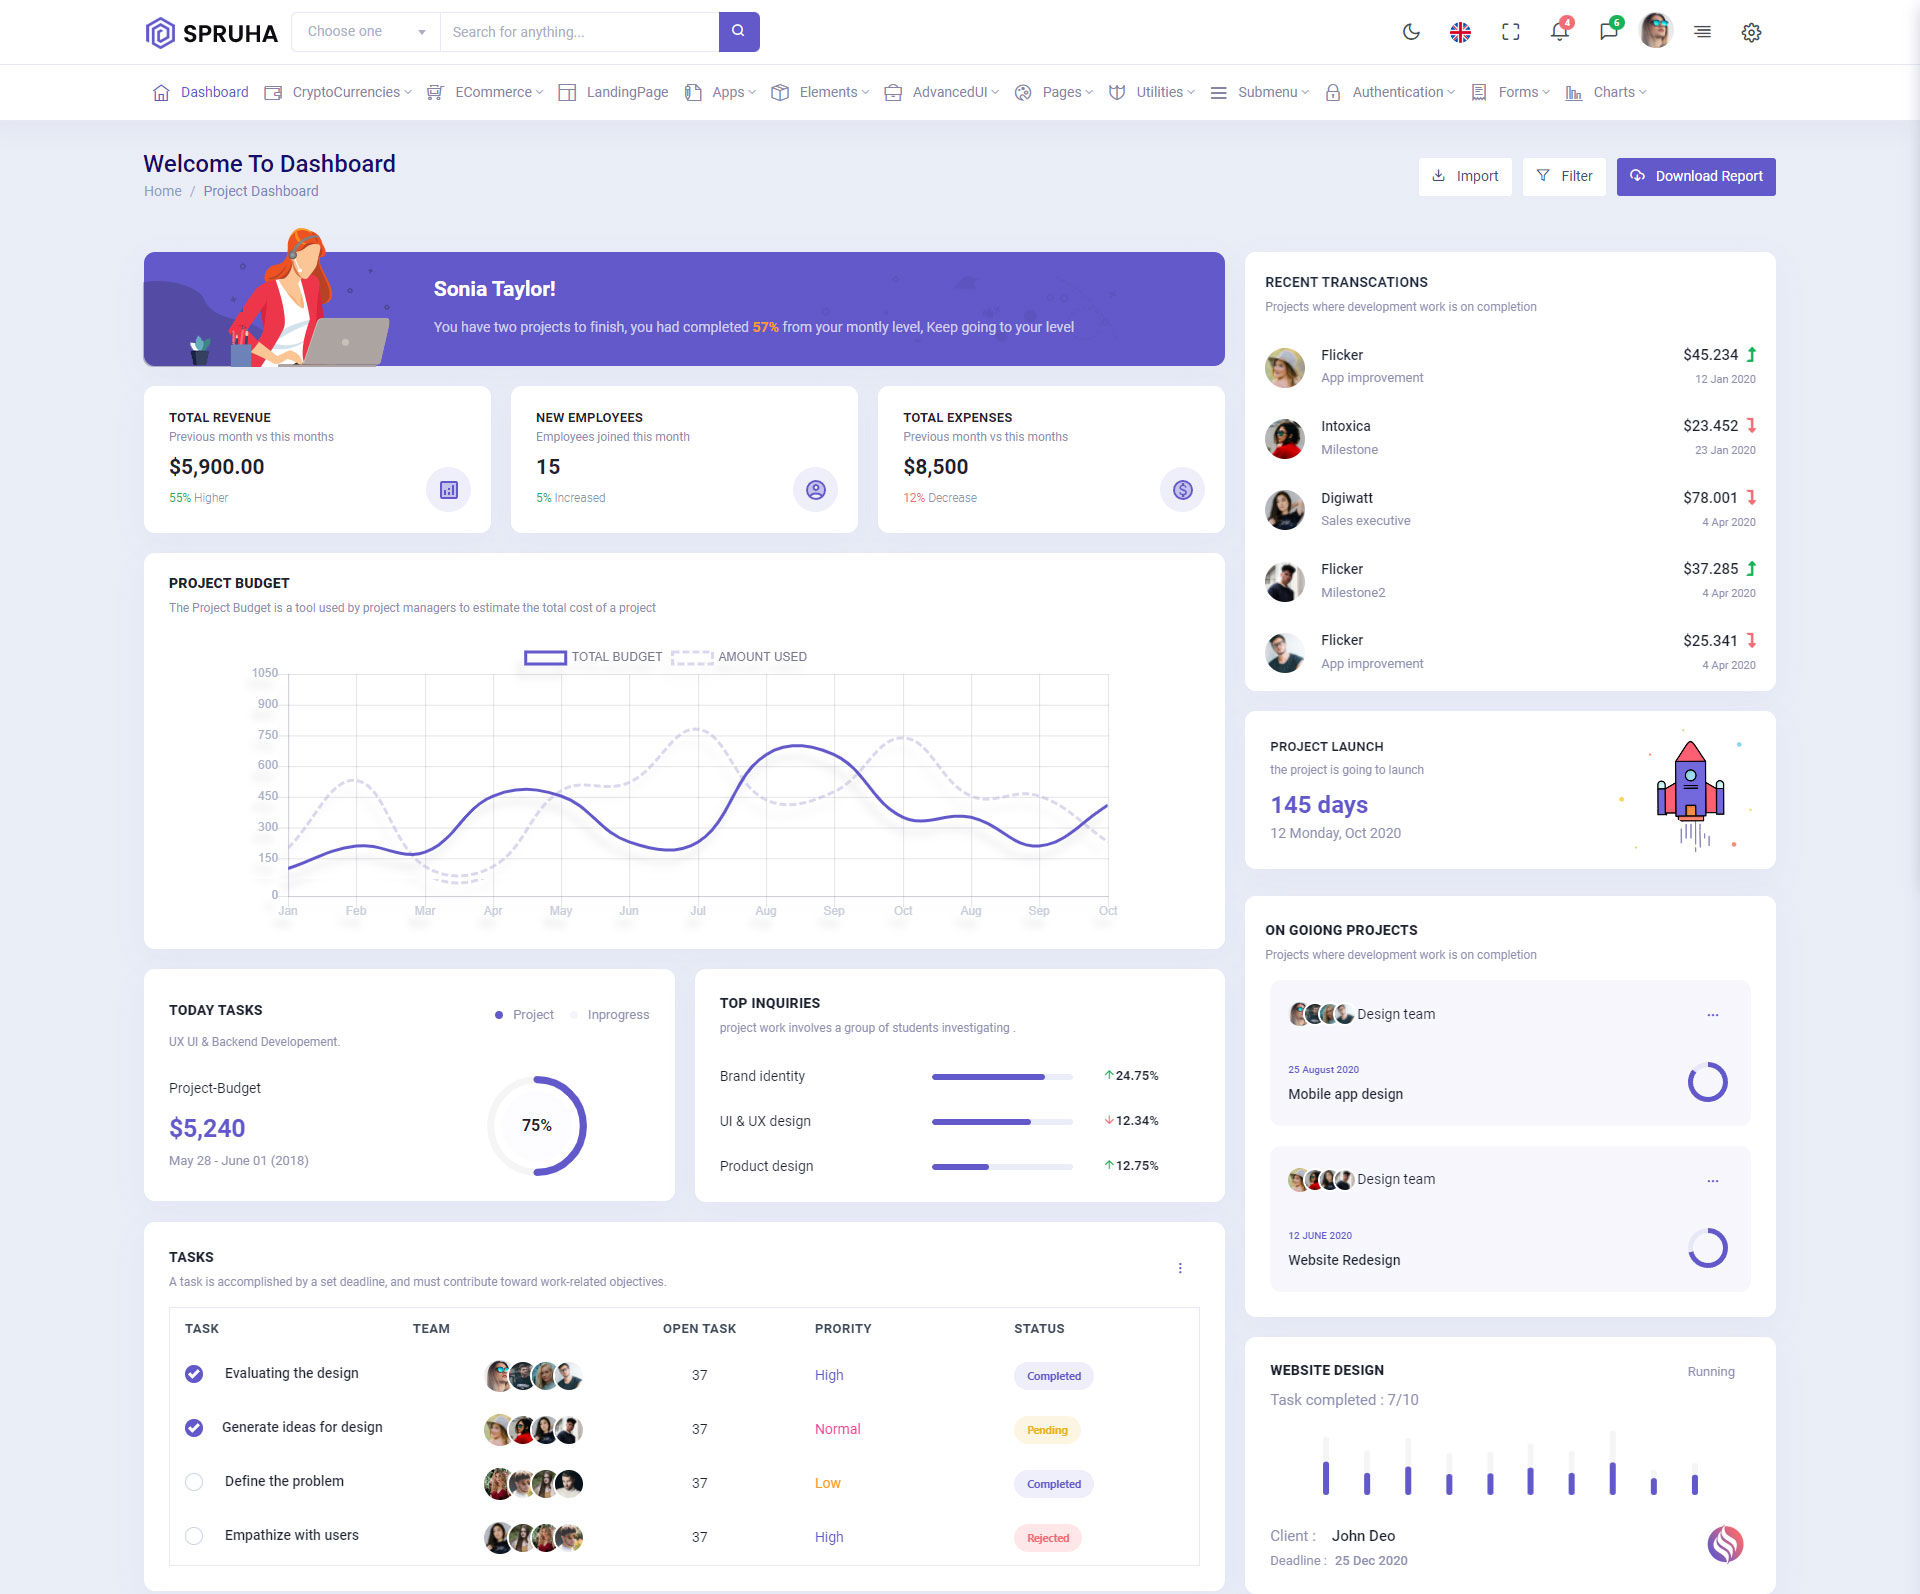 SPRUHA
Choose one
Search for anything...
4
6
Dashboard
CryptoCurrencies
ECommerce
LandingPage
Apps
Elements
AdvancedUI
Pages
Utilities
Submenu
Authentication
Forms
Charts
Welcome To Dashboard
Home / Project Dashboard
Import
Filter
Download Report
Sonia Taylor!
You have two projects to finish, you had completed 57% from your montly level, Keep going to your level
TOTAL REVENUE
Previous month vs this months
$5,900.00
55% Higher
NEW EMPLOYEES
Employees joined this month
15
5% Increased
TOTAL EXPENSES
Previous month vs this months
$8,500
12% Decrease
PROJECT BUDGET
The Project Budget is a tool used by project managers to estimate the total cost of a project
TOTAL BUDGET
AMOUNT USED
1050
900
750
600
450
300
150
0
Jan Feb Mar Apr May Jun Jul Aug Sep Oct Aug Sep Oct
TODAY TASKS
Project
Inprogress
UX UI & Backend Developement.
Project-Budget
$5,240
May 28 - June 01 (2018)
75%
TOP INQUIRIES
project work involves a group of students investigating .
Brand identity 24.75%
UI & UX design 12.34%
Product design 12.75%
TASKS
A task is accomplished by a set deadline, and must contribute toward work-related objectives.
TASK TEAM OPEN TASK PRORITY STATUS
Evaluating the design 37 High Completed
Generate ideas for design 37 Normal Pending
Define the problem 37 Low Completed
Empathize with users 37 High Rejected
RECENT TRANSCATIONS
Projects where development work is on completion
Flicker $45.234
App improvement 12 Jan 2020
Intoxica $23.452
Milestone 23 Jan 2020
Digiwatt $78.001
Sales executive 4 Apr 2020
Flicker $37.285
Milestone2 4 Apr 2020
Flicker $25.341
App improvement 4 Apr 2020
PROJECT LAUNCH
the project is going to launch
145 days
12 Monday, Oct 2020
ON GOIONG PROJECTS
Projects where development work is on completion
Design team
25 August 2020
Mobile app design
Design team
12 JUNE 2020
Website Redesign
WEBSITE DESIGN
Running
Task completed : 7/10
Client : John Deo
Deadline : 25 Dec 2020